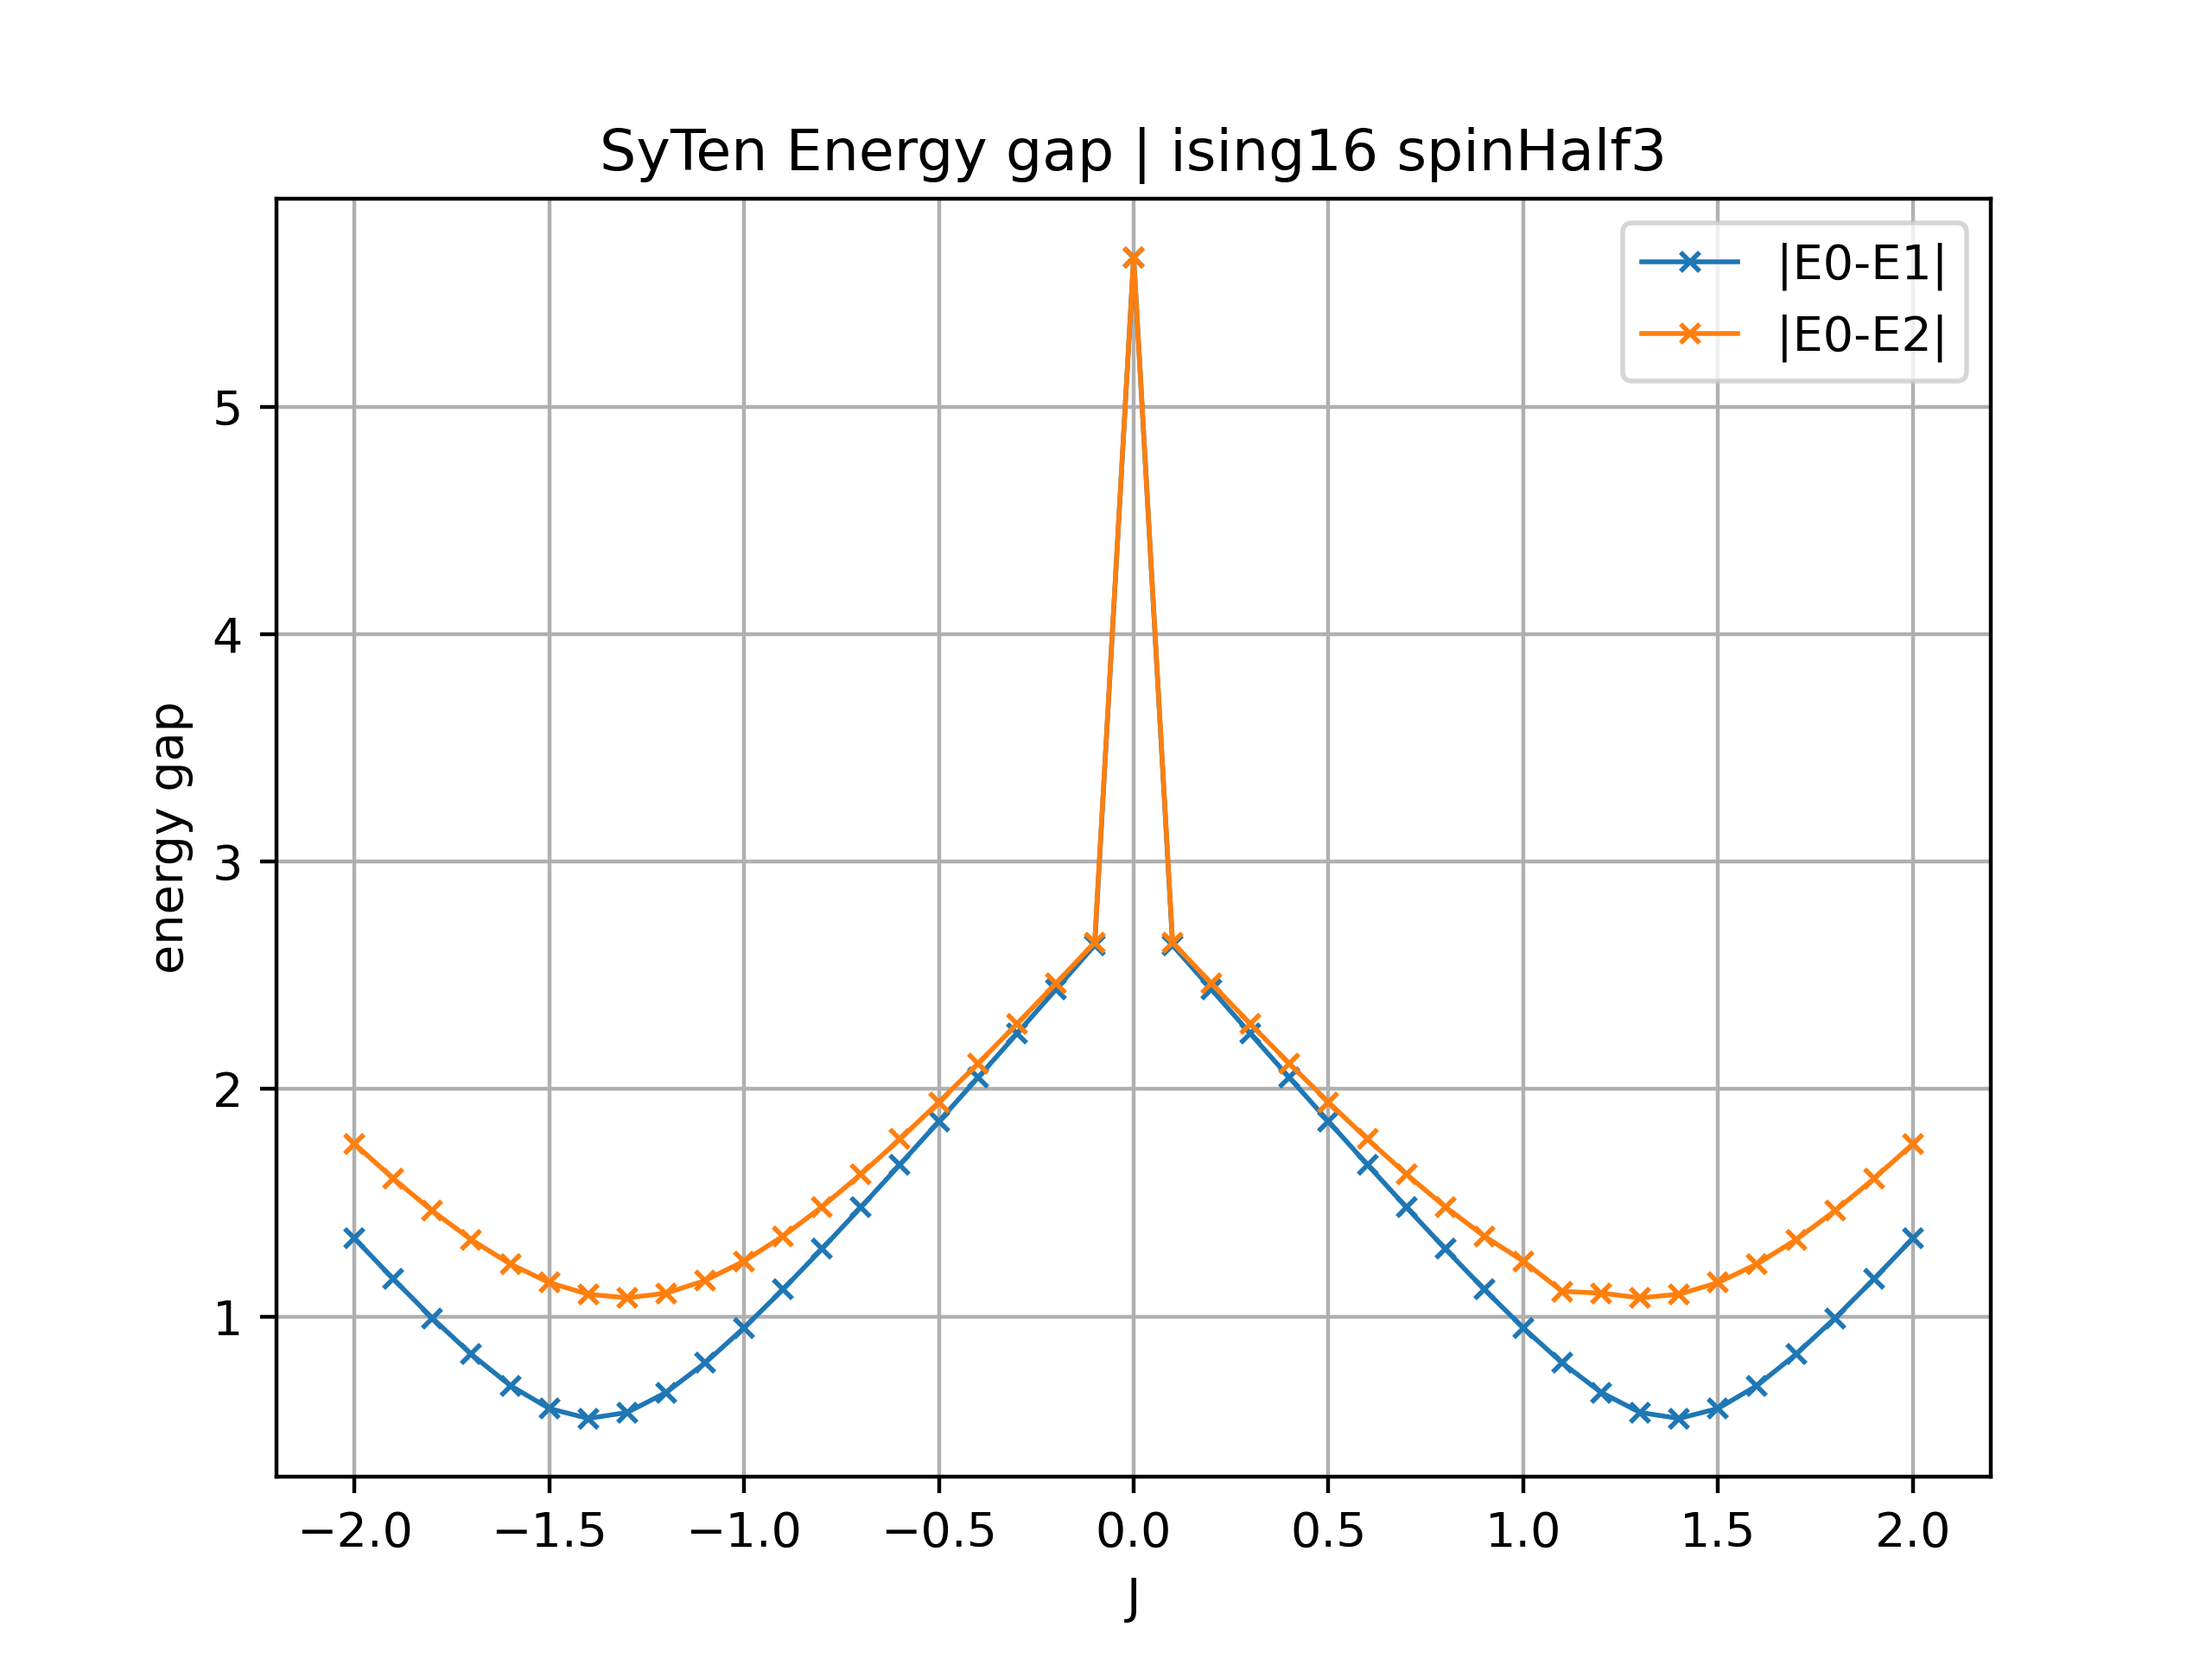 SyTen Energy gap | ising16 spinHalf3
|E0-E1|
|E0-E2|
energy gap
5
4
3
2
1
−2.0 −1.5 −1.0 −0.5 0.0 0.5 1.0 1.5 2.0
J